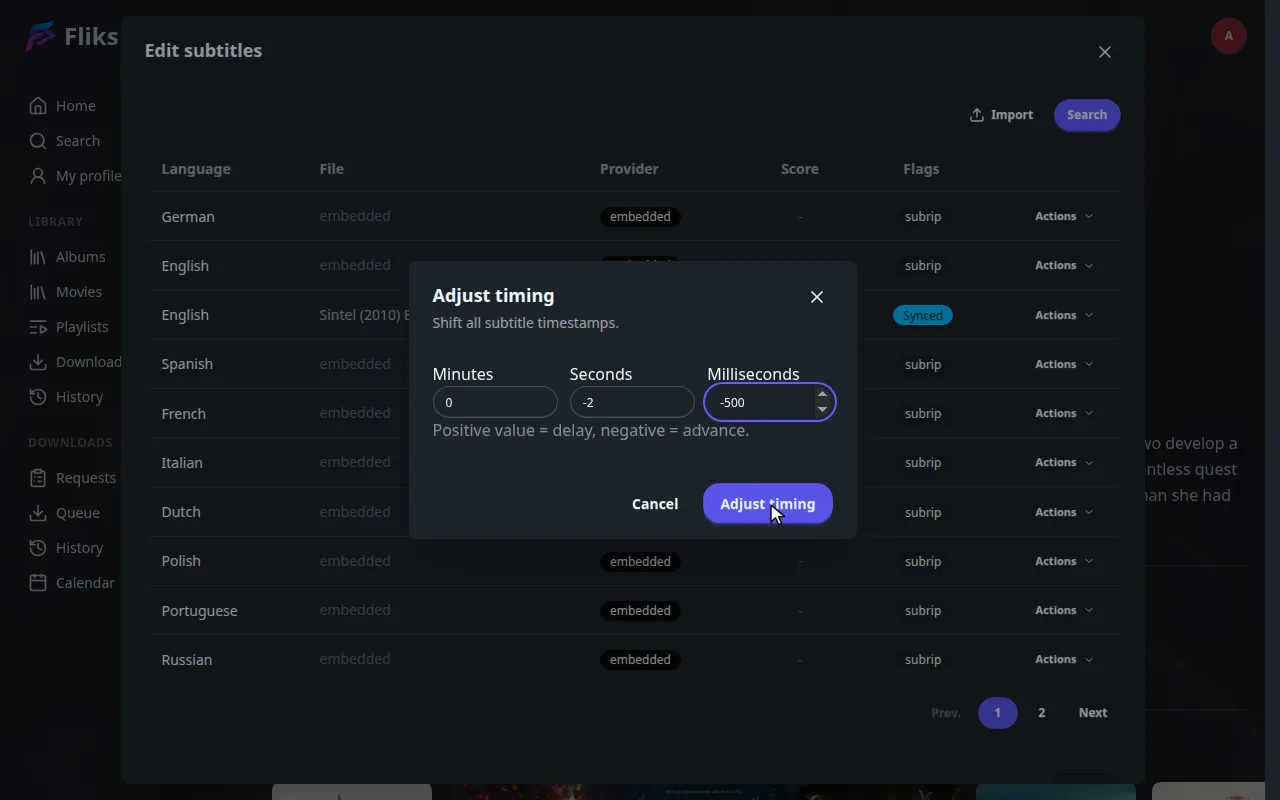 Fliks
Edit subtitles
A
Home
Search
My profile
LIBRARY
Albums
Movies
Playlists
Download
History
DOWNLOADS
Requests
Queue
History
Calendar
Import
Search
Language File Provider Score Flags
German embedded embedded - subrip Actions
English embedded subrip Actions
English Sintel (2010) E Synced Actions
Spanish embedded subrip Actions
French embedded subrip Actions
Italian embedded subrip Actions
Dutch embedded subrip Actions
Polish embedded embedded - subrip Actions
Portuguese embedded embedded - subrip Actions
Russian embedded embedded - subrip Actions
Prev. 1 2 Next
Adjust timing
Shift all subtitle timestamps.
Minutes Seconds Milliseconds
0 -2 -500
Positive value = delay, negative = advance.
Cancel Adjust timing
wo develop a
entless quest
an she had